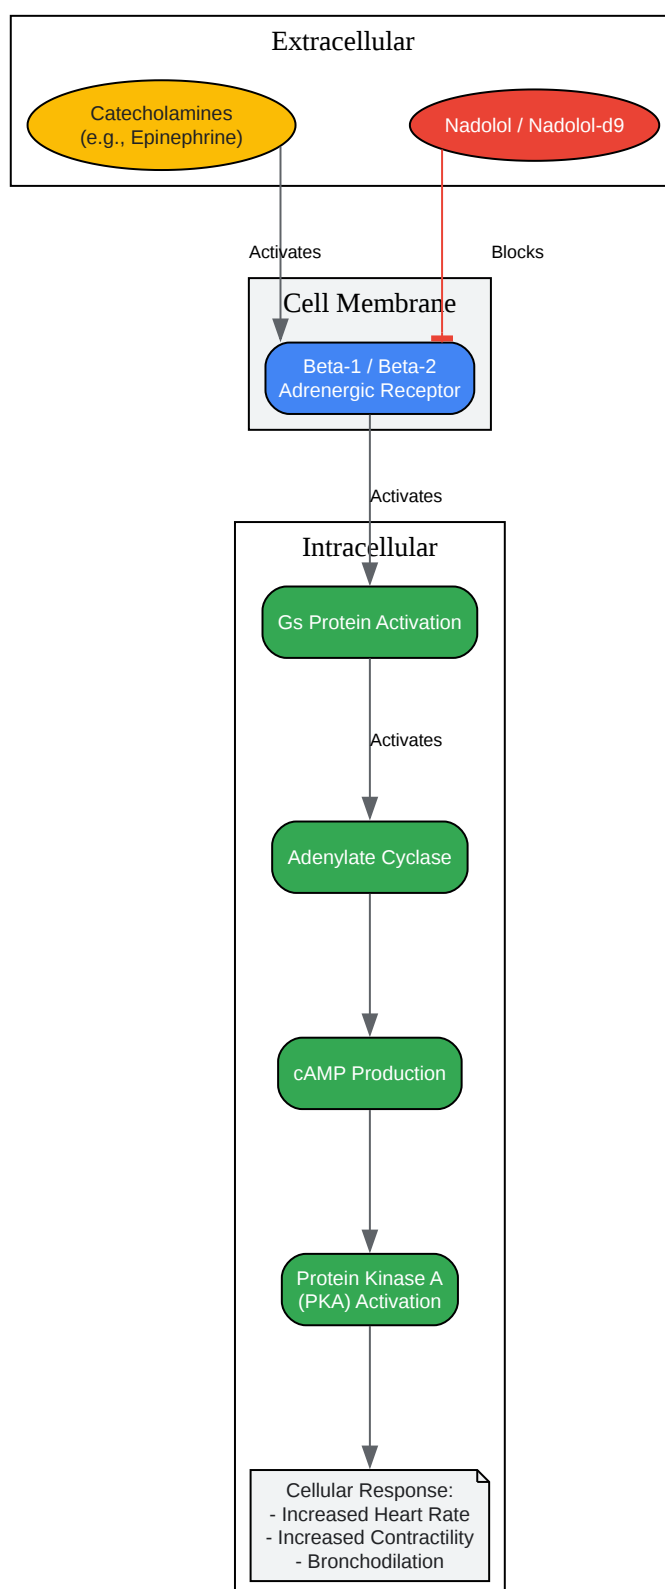 Extracellular
Catecholamines
(e.g., Epinephrine)
Nadolol / Nadolol-d9
Activates
Blocks
Cell Membrane
Beta-1 / Beta-2
Adrenergic Receptor
Activates
Intracellular
Gs Protein Activation
Activates
Adenylate Cyclase
cAMP Production
Protein Kinase A
(PKA) Activation
Cellular Response:
- Increased Heart Rate
- Increased Contractility
- Bronchodilation